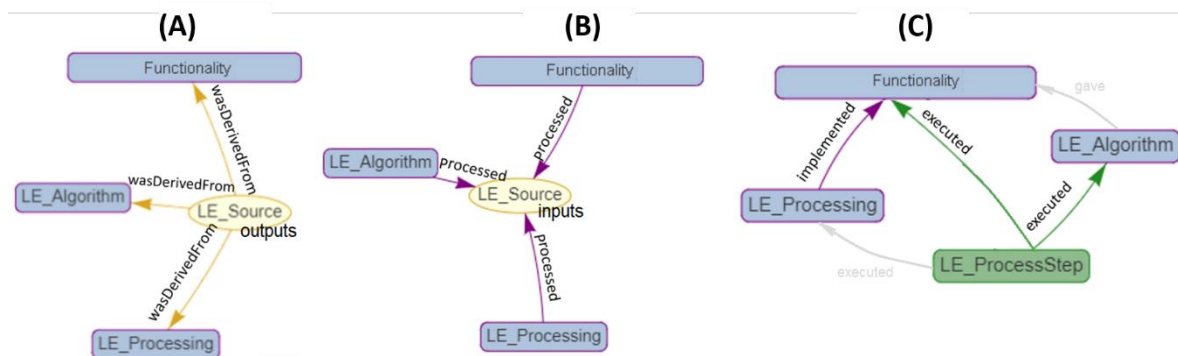 (A)
Functionality
wasDerivedFrom
LE_Algorithm
wasDerivedFrom
LE_Source
outputs
wasDerivedFrom
LE_Processing
(B)
Functionality
processed
LE_Algorithm
Processed
LE_Source
inputs
processed
LE_Processing
(C)
Functionality
gave
implemented
executed
LE_Algorithm
executed
LE_Processing
executed
LE_ProcessStep